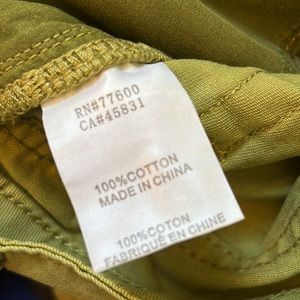 RN#77600
CA#45831
100%COTTON
MADE IN CHINA
100%COTON
FABRIQUÉ EN CHINE